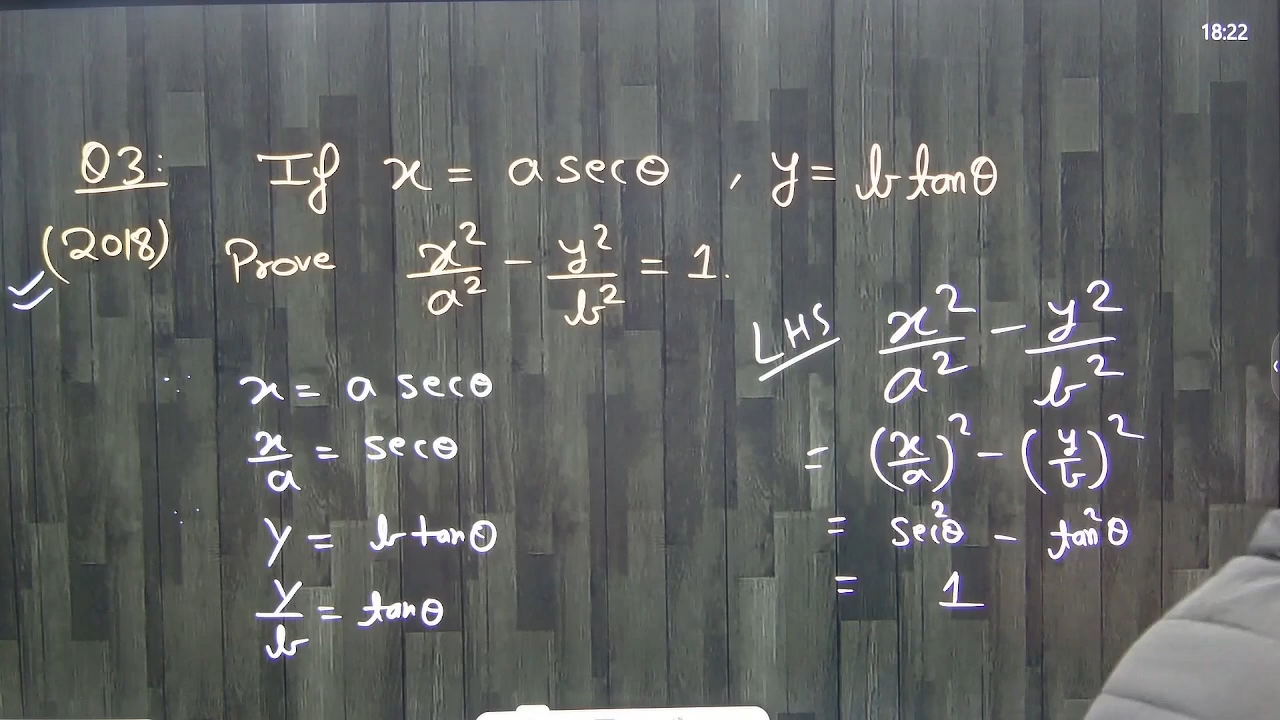 18:22
Q3: If x = a secθ , y = b tanθ
(2018) Prove x²/a² - y²/b² = 1.
LHS x²/a² - y²/b²
∵ x = a secθ
x/a = secθ
= (x/a)² - (y/b)²
∵ y = b tanθ
= sec²θ - tan²θ
y/b = tanθ
= 1